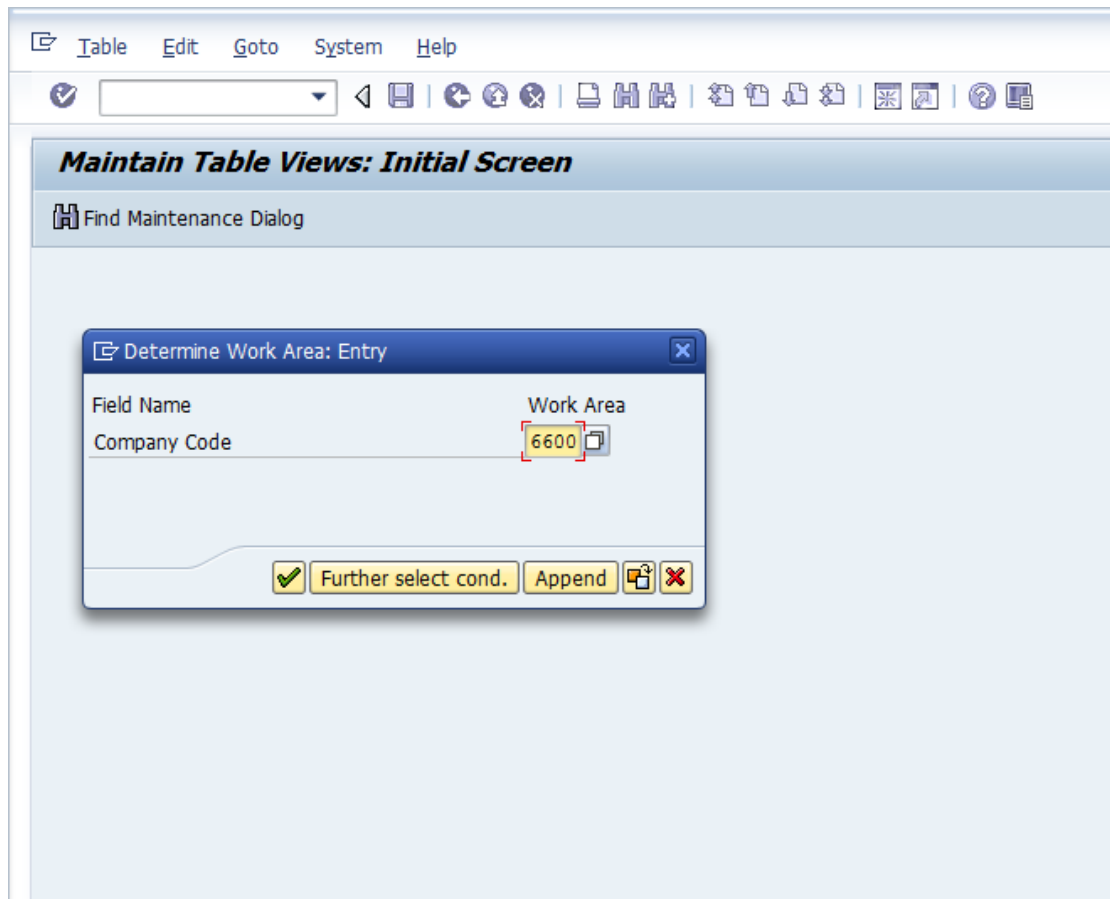 Table Edit Goto System Help
Maintain Table Views: Initial Screen
Find Maintenance Dialog
Determine Work Area: Entry
Field Name Work Area
Company Code 6600
Further select cond. Append